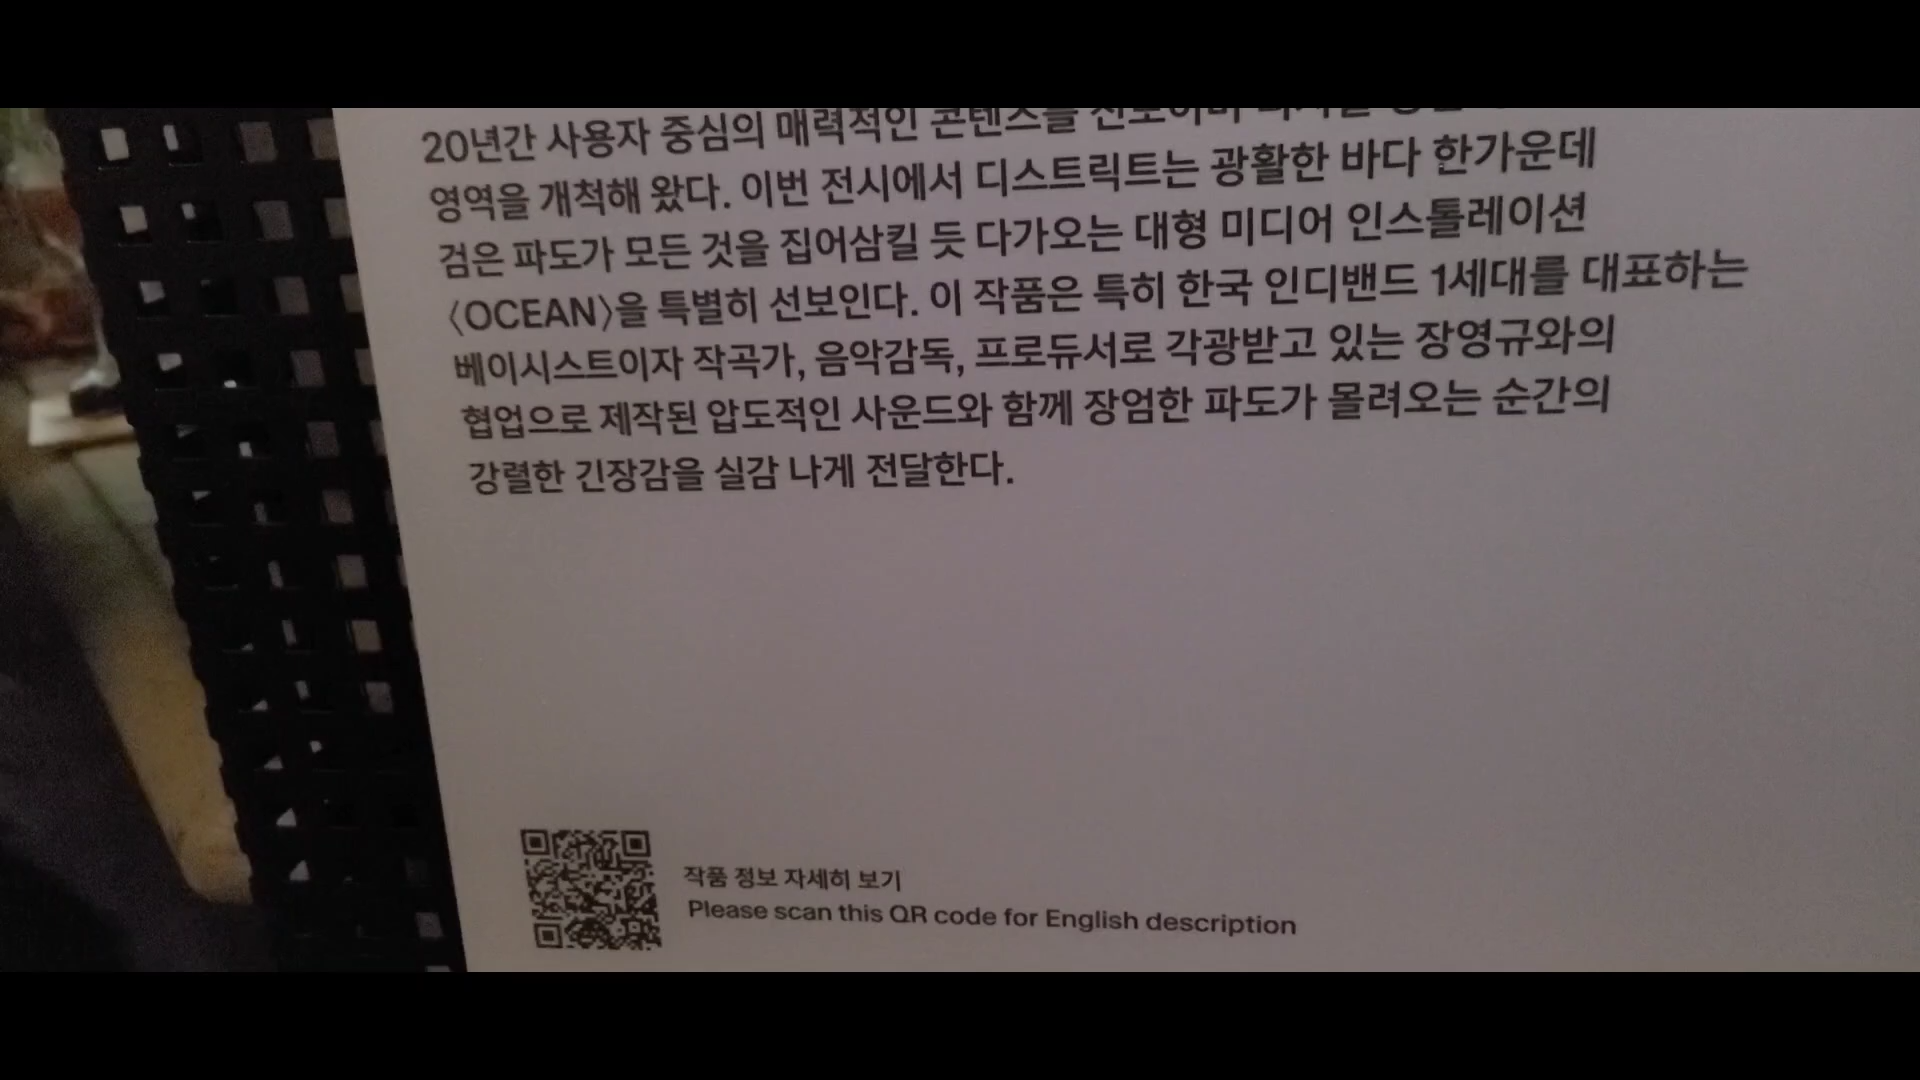 20년간 사용자 중심의 매력적인 콘텐츠를 선보이며
영역을 개척해 왔다. 이번 전시에서 디스트릭트는 광활한 바다 한가운데
검은 파도가 모든 것을 집어삼킬 듯 다가오는 대형 미디어 인스톨레이션
〈OCEAN〉을 특별히 선보인다. 이 작품은 특히 한국 인디밴드 1세대를 대표하는
베이시스트이자 작곡가, 음악감독, 프로듀서로 각광받고 있는 장영규와의
협업으로 제작된 압도적인 사운드와 함께 장엄한 파도가 몰려오는 순간의
강렬한 긴장감을 실감 나게 전달한다.
작품 정보 자세히 보기
Please scan this QR code for English description